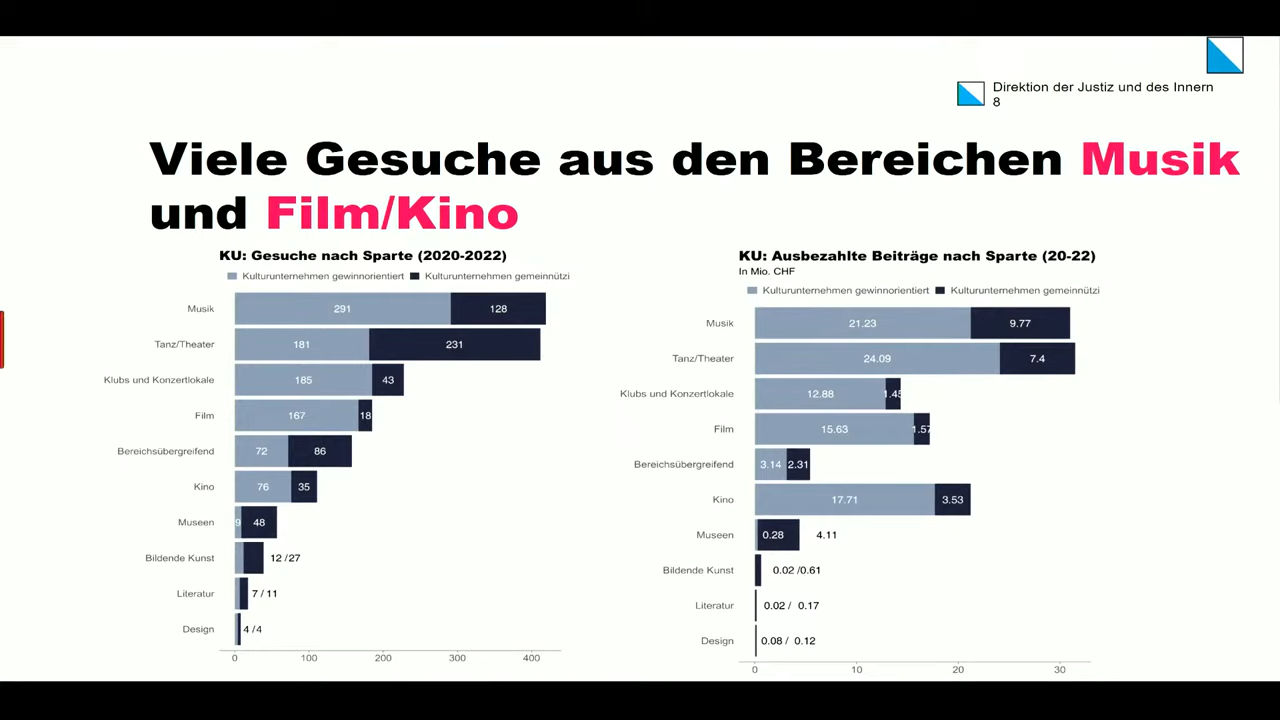 Direktion der Justiz und des Innern
8
Viele Gesuche aus den Bereichen Musik
und Film/Kino
KU: Gesuche nach Sparte (2020-2022)
Kulturunternehmen gewinnorientiert Kulturunternehmen gemeinnützi
Musik 291 128
Tanz/Theater 181 231
Klubs und Konzertlokale 185 43
Film 167 18
Bereichsübergreifend 72 86
Kino 76 35
Museen 9 48
Bildende Kunst 12 /27
Literatur 7 / 11
Design 4 /4
0 100 200 300 400
KU: Ausbezahlte Beiträge nach Sparte (20-22)
In Mio. CHF
Kulturunternehmen gewinnorientiert Kulturunternehmen gemeinnützi
Musik 21.23 9.77
Tanz/Theater 24.09 7.4
Klubs und Konzertlokale 12.88 1.45
Film 15.63 1.57
Bereichsübergreifend 3.14 2.31
Kino 17.71 3.53
Museen 0.28 4.11
Bildende Kunst 0.02 /0.61
Literatur 0.02 / 0.17
Design 0.08 / 0.12
0 10 20 30